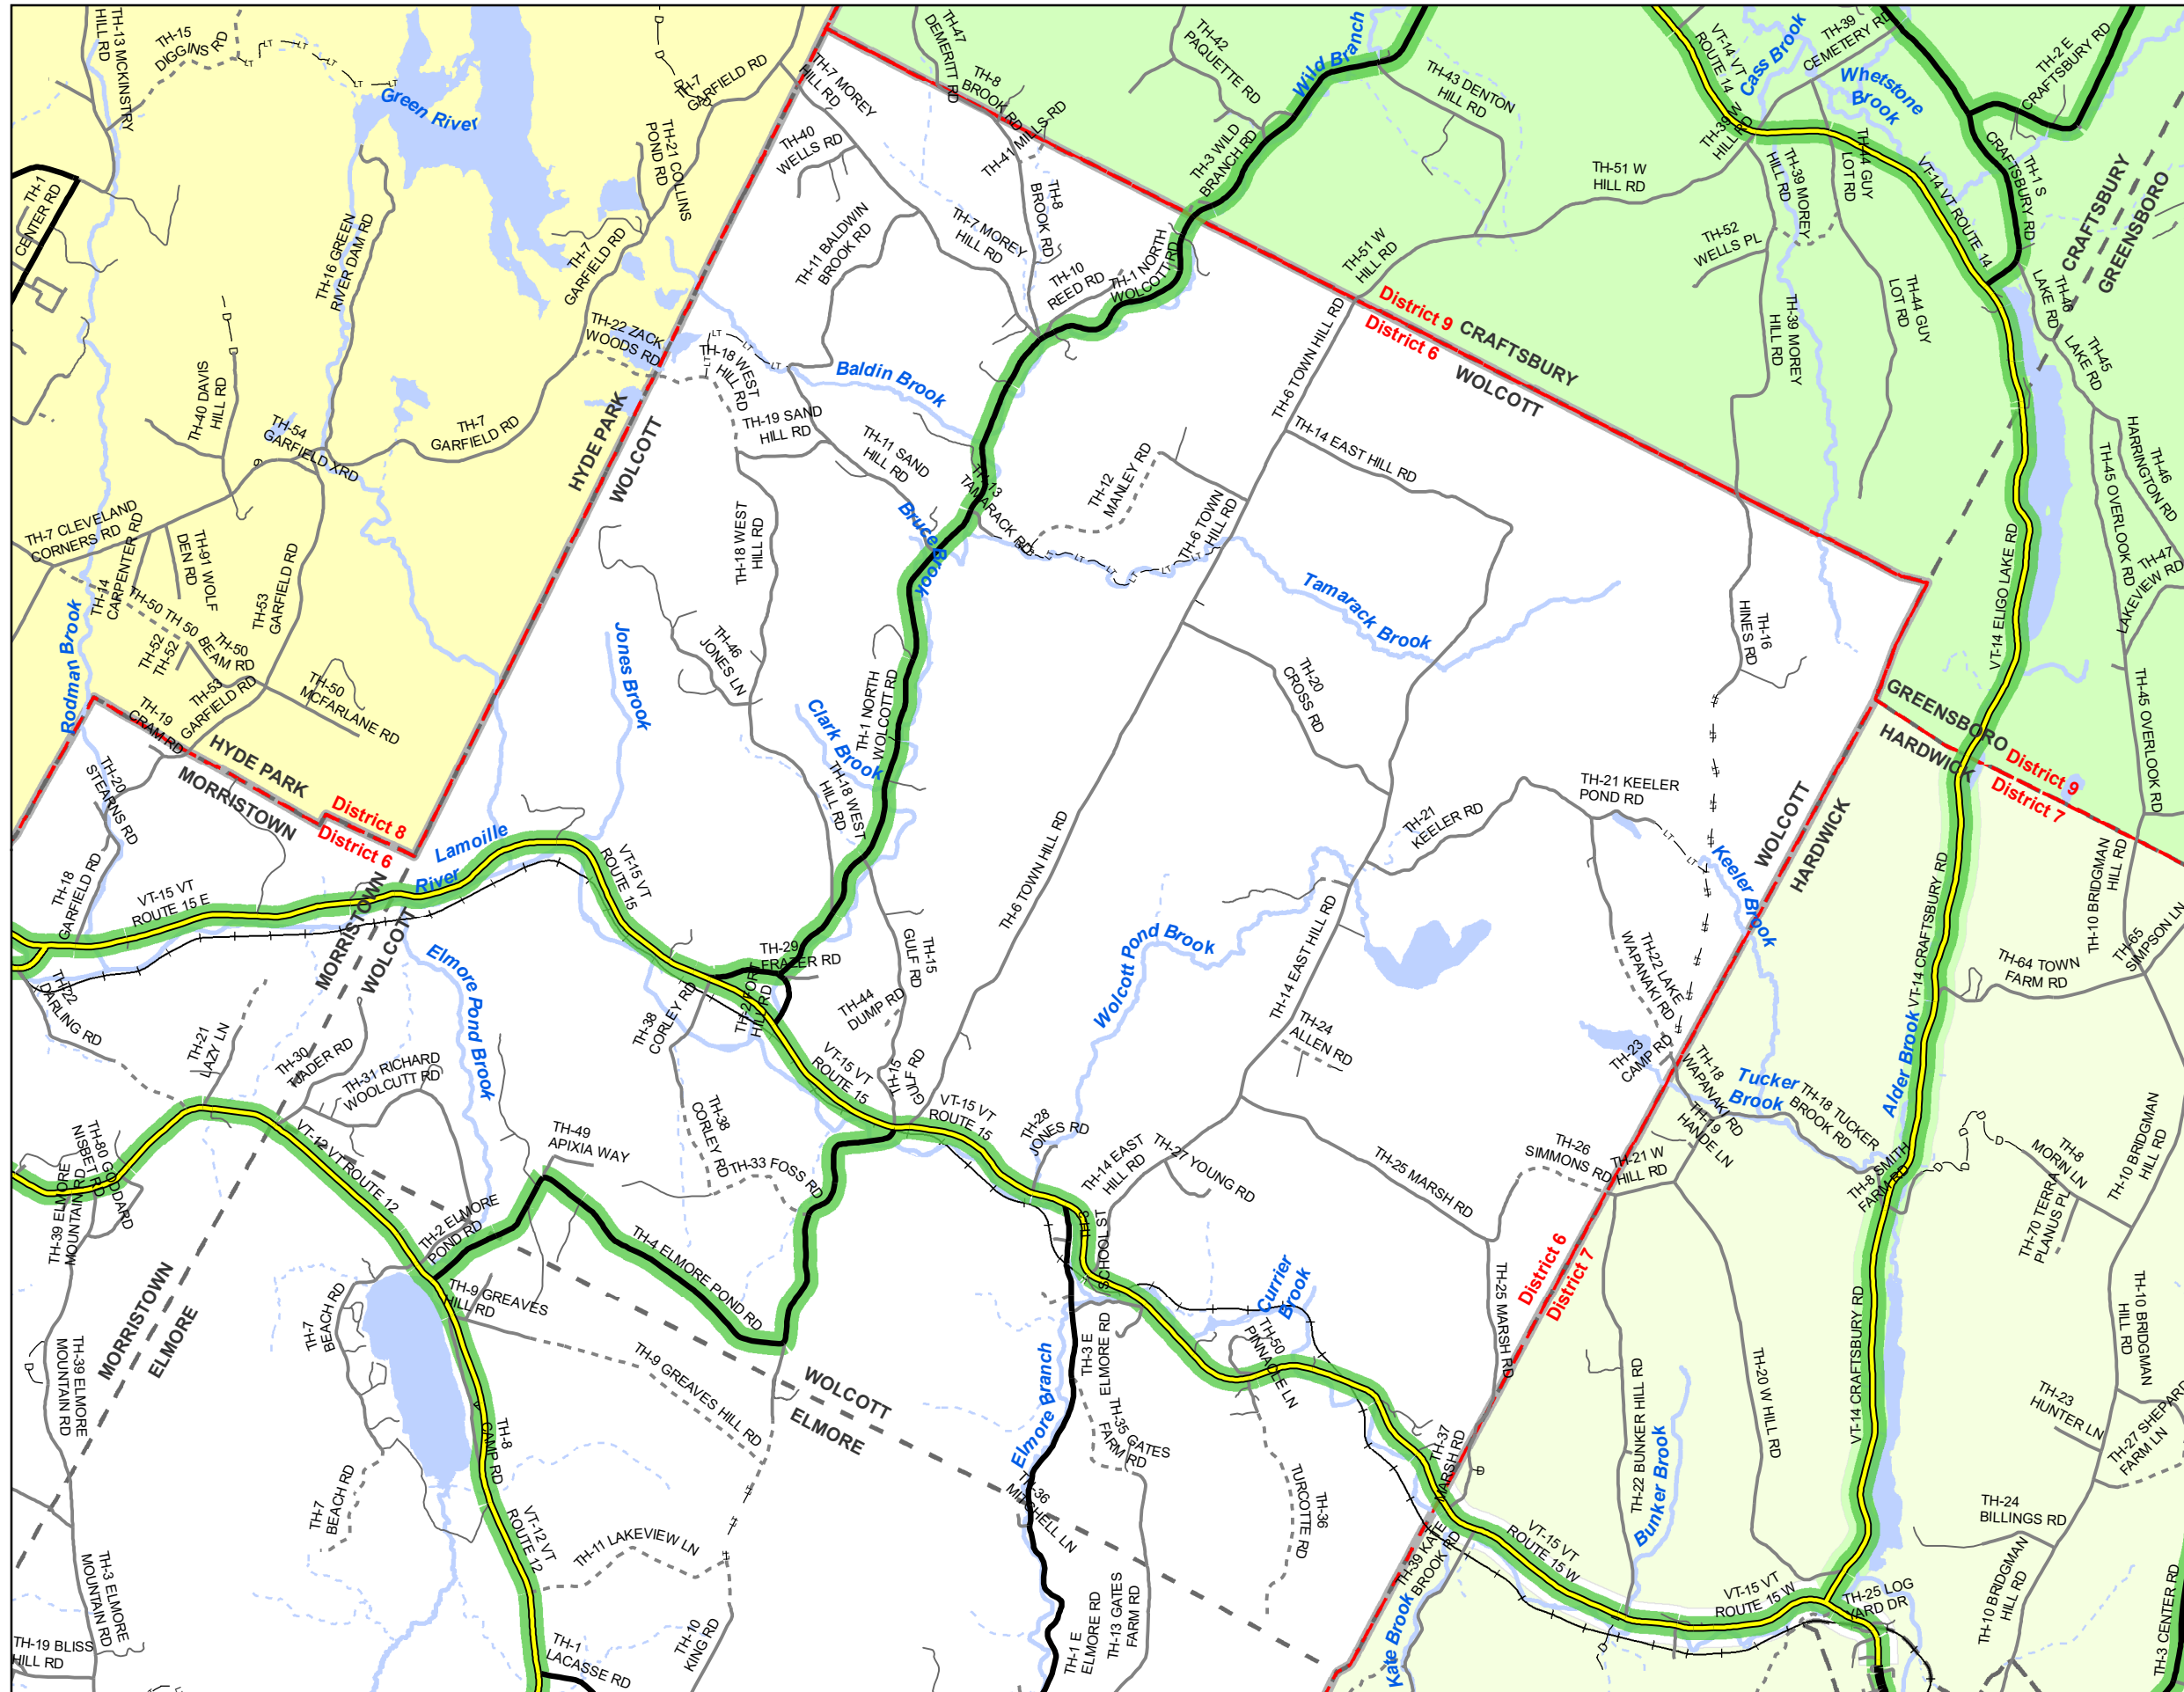 TH-13 MCKINSTRY
HILL RD
TH-15
DIGGINS RD
Green River
TH-7
GARFIELD RD
TH-21 COLLINS
POND RD
TH-1
CENTER RD
TH-16 GREEN
RIVER DAM RD
TH-7
GARFIELD RD
TH-22 ZACK
WOODS RD
TH-40 DAVIS
HILL RD
TH-54
GARFIELD XRD
TH-7
GARFIELD RD
HYDE PARK
WOLCOTT
TH-7 CLEVELAND
CORNERS RD
TH-14
CARPENTER RD
TH-91 WOLF
DEN RD
TH-53
GARFIELD RD
TH-50
TH 50
BEAM RD
TH-50
TH-52
TH-52
TH-53
GARFIELD RD
TH-50
MCFARLANE RD
Rodman Brook
TH-19
CRAM RD
HYDE PARK
MORRISTOWN
District 8
District 6
TH-20
STEARNS RD
TH-18
GARFIELD RD
VT-15 VT
ROUTE 15 E
Lamoille
River
MORRISTOWN
WOLCOTT
TH-47
DEMERITT RD
TH-8
BROOK RD
TH-41 MILLS RD
TH-42
PAQUETTE RD
Wild Branch
TH-43 DENTON
HILL RD
TH-3 WILD
BRANCH RD
TH-7 MOREY
HILL RD
TH-40
WELLS RD
TH-8
BROOK RD
TH-7 MOREY
HILL RD
TH-11 BALDWIN
BROOK RD
TH-10
REED RD
TH-1 NORTH
WOLCOTT RD
TH-51 W
HILL RD
TH-51 W
HILL RD
District 9
District 6
CRAFTSBURY
WOLCOTT
VT-14 VT
ROUTE 14
Cass Brook
TH-39
CEMETERY RD
Whetstone
Brook
TH-2 E
CRAFTSBURY RD
TH-39 W
HILL RD
TH-39 MOREY
HILL RD
TH-44 GUY
LOT RD
VT-14 VT ROUTE 14
TH-1 S
CRAFTSBURY RD
CRAFTSBURY
GREENSBORO
TH-52
WELLS PL
TH-39 MOREY
HILL RD
TH-44 GUY
LOT RD
LAKE RD
TH-45
LAKE RD
TH-46
HARRINGTON RD
TH-45 OVERLOOK RD
TH-47
LAKEVIEW RD
TH-45 OVERLOOK RD
VT-14 ELIGO LAKE RD
TH-18 WEST
HILL RD
Baldin Brook
TH-19 SAND
HILL RD
TH-11 SAND
HILL RD
TH-13
TAMARACK RD
TH-12
MANLEY RD
TH-6 TOWN HILL RD
TH-14 EAST HILL RD
TH-6 TOWN
HILL RD
Bruce Brook
TH-18 WEST
HILL RD
Tamarack Brook
TH-16
HINES RD
TH-46
JONES LN
Jones Brook
Clark Brook
TH-1 NORTH
WOLCOTT RD
TH-18 WEST
HILL RD
TH-20
CROSS RD
TH-6 TOWN HILL RD
TH-21
KEELER RD
TH-21 KEELER
POND RD
Keeler Brook
WOLCOTT
HARDWICK
GREENSBORO
HARDWICK
District 9
District 7
TH-10 BRIDGMAN
HILL RD
TH-65
SIMPSON LN
TH-64 TOWN
FARM RD
VT-14 CRAFTSBURY RD
Alder Brook
VT-15 VT
ROUTE 15
TH-29
FRAZER RD
TH-15
GULF RD
TH-44
DUMP RD
TH-38
CORLEY RD
TH-2 FORT
HILL RD
Wolcott Pond Brook
TH-14 EAST HILL RD
TH-22 LAKE
WAPANAKI RD
TH-24
ALLEN RD
TH-23
CAMP RD
TH-18
WAPANAKI RD
Tucker
Brook
TH-18 TUCKER
BROOK RD
TH-19
HANDE LN
TH-22
DARLING RD
TH-21
LAZY LN
TH-30
TJADER RD
TH-31 RICHARD
WOOLCUTT RD
Elmore Pond Brook
VT-15 VT
ROUTE 15
TH-15
GULF RD
VT-15 VT
ROUTE 15
TH-28
JONES RD
TH-14 EAST
HILL RD
TH-27 YOUNG RD
TH-25 MARSH RD
TH-26
SIMMONS RD
TH-21 W
HILL RD
TH-8 SMITH
FARM RD
TH-8
MORIN LN
TH-10 BRIDGMAN
HILL RD
TH-70 TERRA
PLANIUS PL
TH-80 GODDARD
NISBET RD
TH-39 ELMORE
MOUNTAIN RD
VT-12 VT ROUTE 12
TH-49
APIXIA WAY
TH-38
CORLEY RD
TH-33 FOSS RD
TH-2 ELMORE
POND RD
TH-4 ELMORE POND RD
TH-3
SCHOOL ST
MORRISTOWN
ELMORE
TH-7
BEACH RD
TH-9 GREAVES
HILL RD
TH-9 GREAVES HILL RD
WOLCOTT
ELMORE
TH-3 E
ELMORE RD
Elmore Branch
Currier
Brook
TH-50
PINNACLE LN
TH-25 MARSH RD
District 6
District 7
VT-14 CRAFTSBURY RD
TH-10 BRIDGMAN
HILL RD
TH-39 ELMORE
MOUNTAIN RD
TH-8
CAMP RD
TH-7
BEACH RD
TH-35 GATES
FARM RD
TH-36
MITCHELL LN
TH-36
TURCOTTE RD
TH-37
MARSH RD
TH-22 BUNKER HILL RD
Bunker Brook
TH-20 W HILL RD
TH-23
HUNTER LN
TH-27 SHEPARD
FARM LN
TH-24
BILLINGS RD
VT-12 VT
ROUTE 12
TH-11 LAKEVIEW LN
TH-3 ELMORE
MOUNTAIN RD
TH-19 BLISS
HILL RD
TH-1
LACASSE RD
TH-10
KING RD
TH-1 E
ELMORE RD
TH-13 GATES
FARM RD
TH-39 KATE
BROOK RD
Kate Brook
VT-15 VT
ROUTE 15 W
VT-15 VT
ROUTE 15 W
TH-25 LOG
YARD DR
TH-10 BRIDGMAN
HILL RD
TH-3 CENTER RD